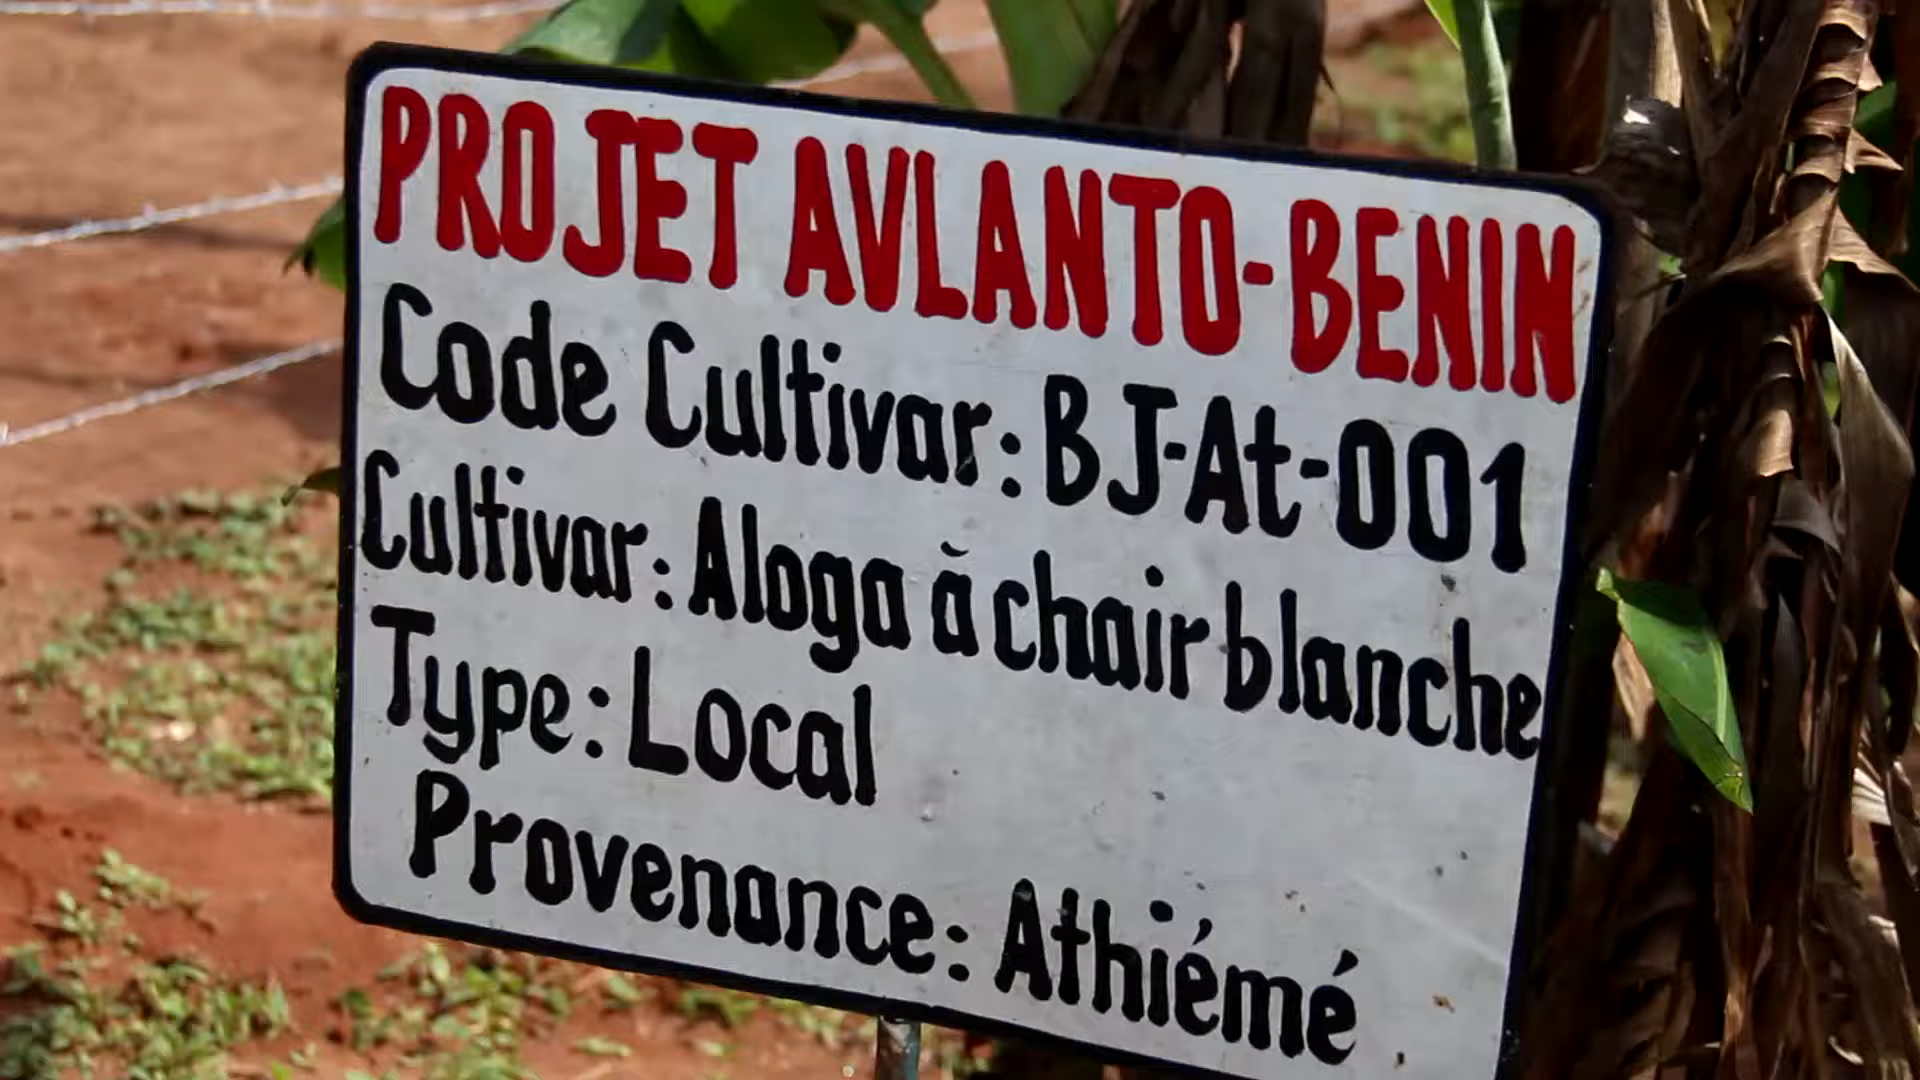 PROJET AVLANTO-BENIN
Code Cultivar: BJ-At-001
Cultivar: Aloga à chair blanche
Type: Local
Provenance: Athiémé